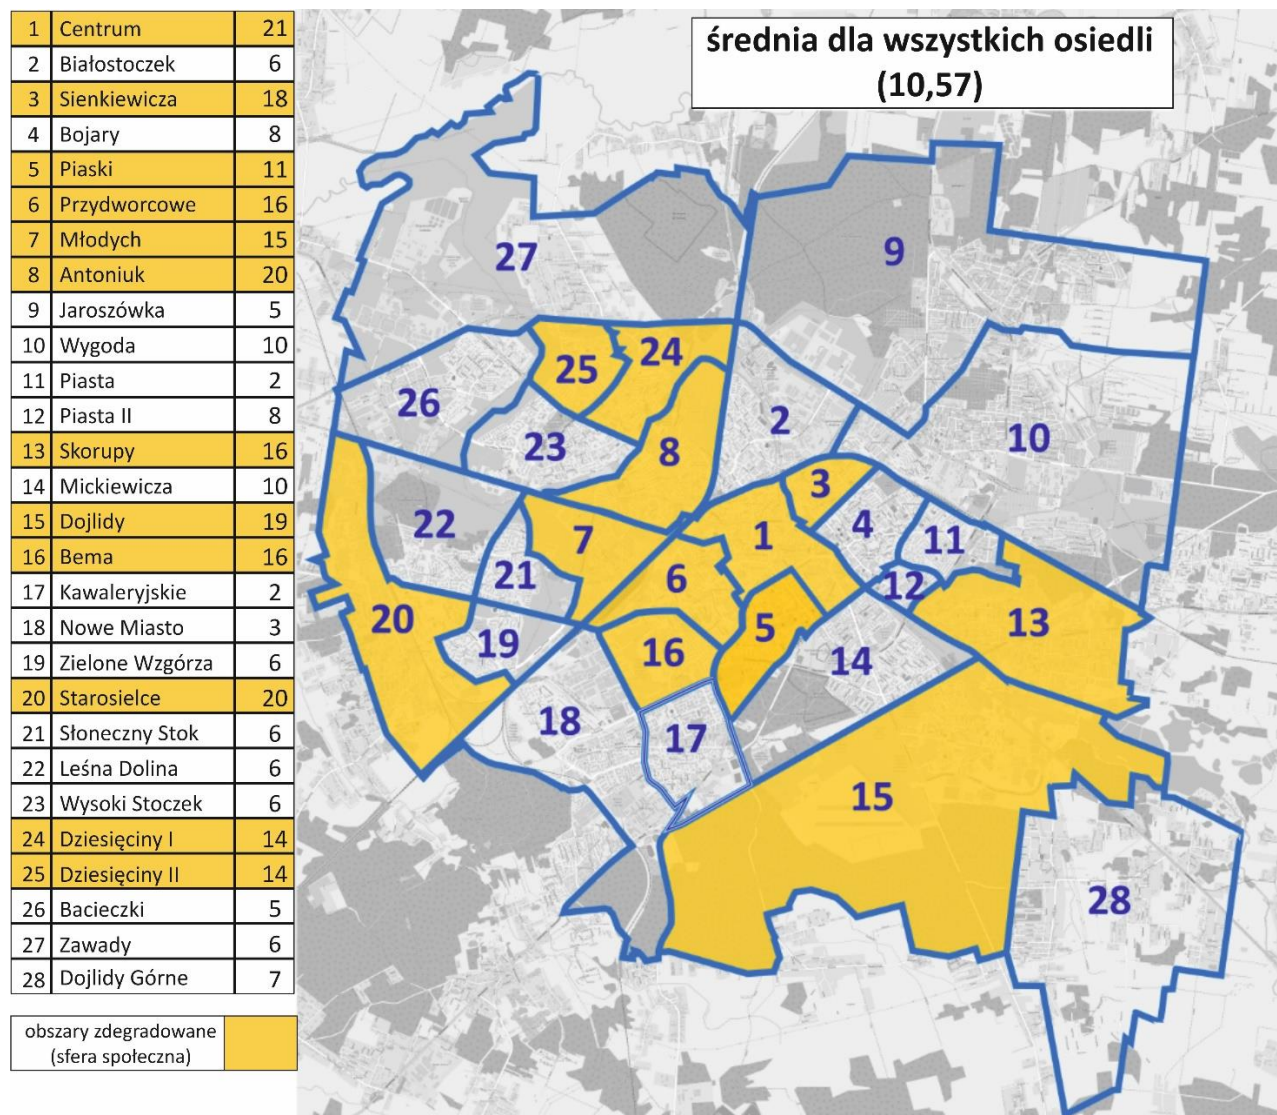 1 Centrum 21
2 Białostoczek 6
3 Sienkiewicza 18
4 Bojary 8
5 Piaski 11
6 Przydworcowe 16
7 Młodych 15
8 Antoniuk 20
9 Jaroszówka 5
10 Wygoda 10
11 Piasta 2
12 Piasta II 8
13 Skorupy 16
14 Mickiewicza 10
15 Dojlidy 19
16 Bema 16
17 Kawaleryjskie 2
18 Nowe Miasto 3
19 Zielone Wzgórza 6
20 Starosielce 20
21 Słoneczny Stok 6
22 Leśna Dolina 6
23 Wysoki Stoczek 6
24 Dziesięciny I 14
25 Dziesięciny II 14
26 Bacieczki 5
27 Zawady 6
28 Dojlidy Górne 7
obszary zdegradowane
(sfera społeczna)
średnia dla wszystkich osiedli
(10,57)
27
9
24
25
26
2
10
23
8
3
22
7
1
4
11
21
6
12
20
19
16
5
13
14
18
17
15
28